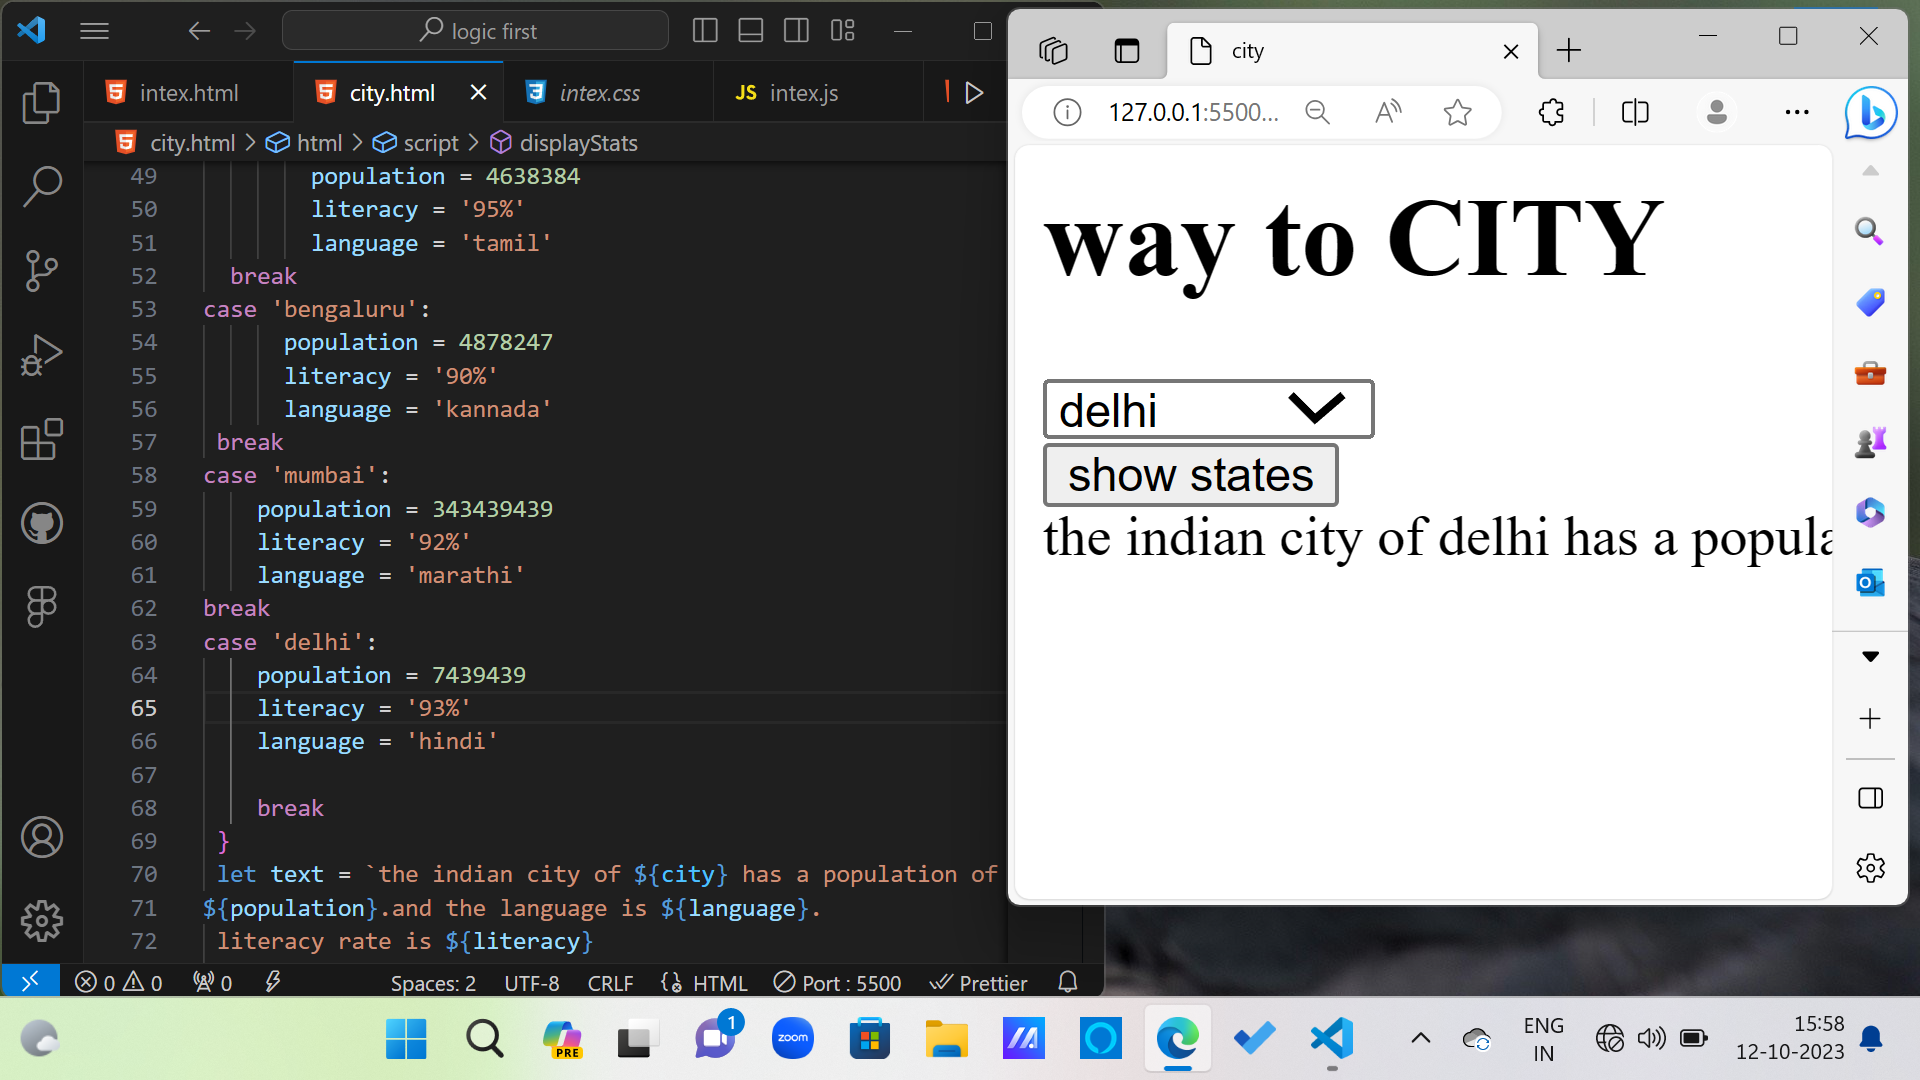 logic first
intex.html
city.html
intex.css
JS intex.js
city.html > html > script > displayStats
49 population = 4638384
50 literacy = '95%'
51 language = 'tamil'
52 break
53 case 'bengaluru':
54 population = 4878247
55 literacy = '90%'
56 language = 'kannada'
57 break
58 case 'mumbai':
59 population = 343439439
60 literacy = '92%'
61 language = 'marathi'
62 break
63 case 'delhi':
64 population = 7439439
65 literacy = '93%'
66 language = 'hindi'
67
68 break
69 }
70 let text = `the indian city of ${city} has a population of
71 ${population}.and the language is ${language}.
72 literacy rate is ${literacy}
0 0 0 Spaces: 2 UTF-8 CRLF HTML Port : 5500 Prettier
city
127.0.0.1:5500...
way to CITY
delhi
show states
the indian city of delhi has a popula
PRE
1
zoom
ENG
IN
15:58
12-10-2023